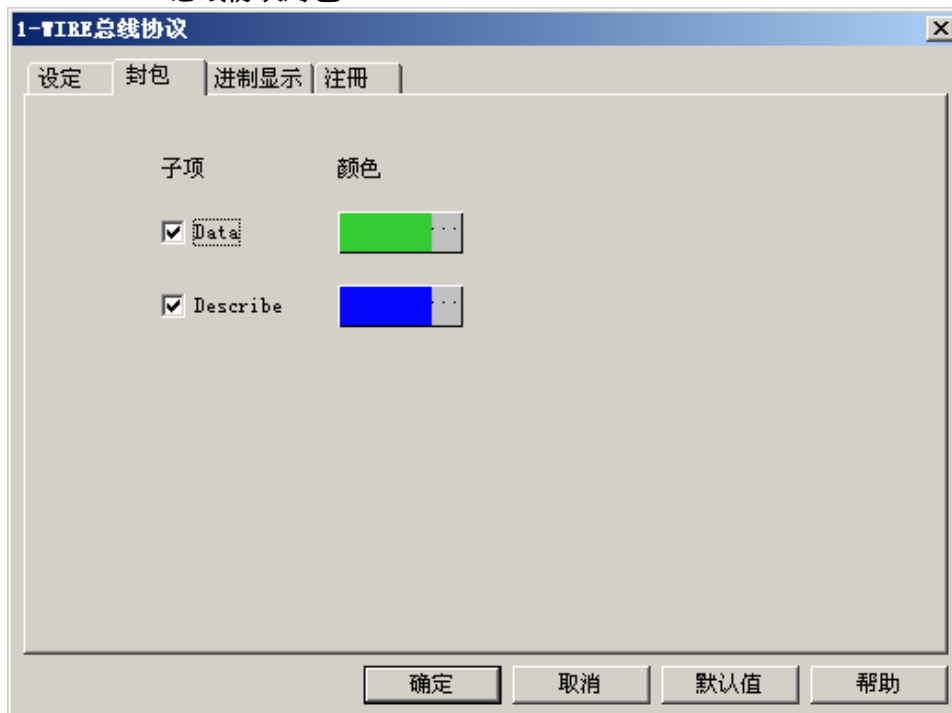 1-WIRE总线协议
设定 封包 进制显示 注冊
子项 颜色
Data ...
Describe ...
确定 取消 默认值 帮助